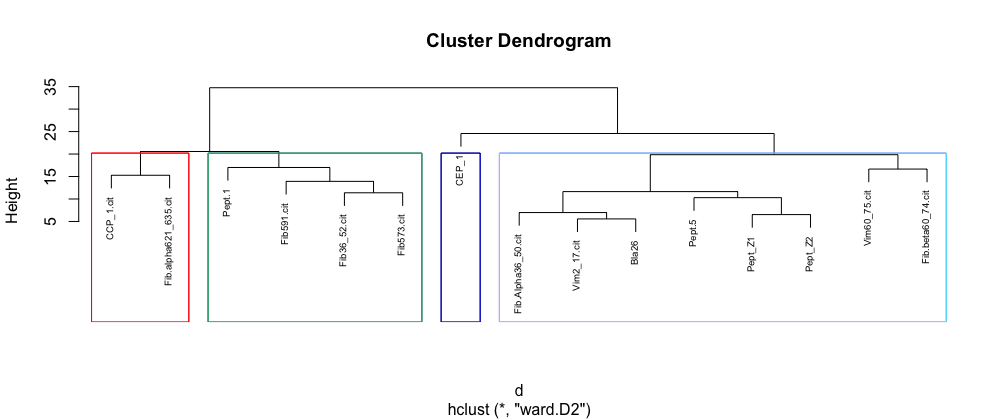 Cluster Dendrogram
Height
35
25
15
5
CCP_1.cit
Fib.alpha621_635.cit
Pept.1
Fib591.cit
Fib36_52.cit
Fib573.cit
CEP_1
Fib.Alpha36_50.cit
Vim2_17.cit
Bla26
Pept.5
Pept_Z1
Pept_Z2
Vim60_75.cit
Fib.beta60_74.cit
d
hclust (*, "ward.D2")